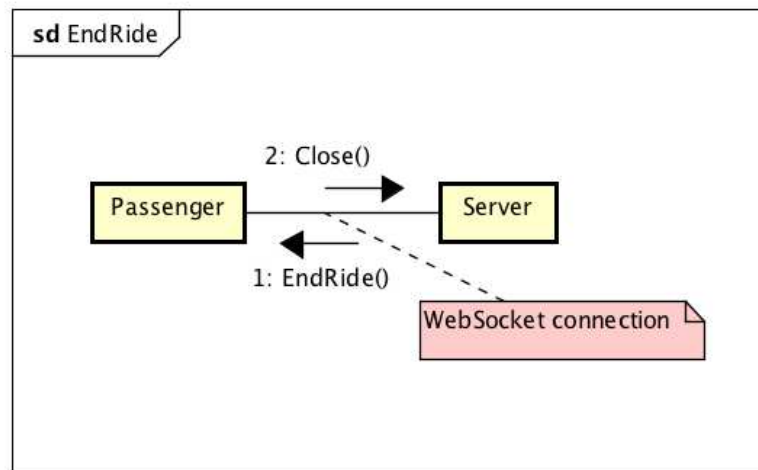 sd EndRide
2: Close()
Passenger
Server
1: EndRide()
WebSocket connection